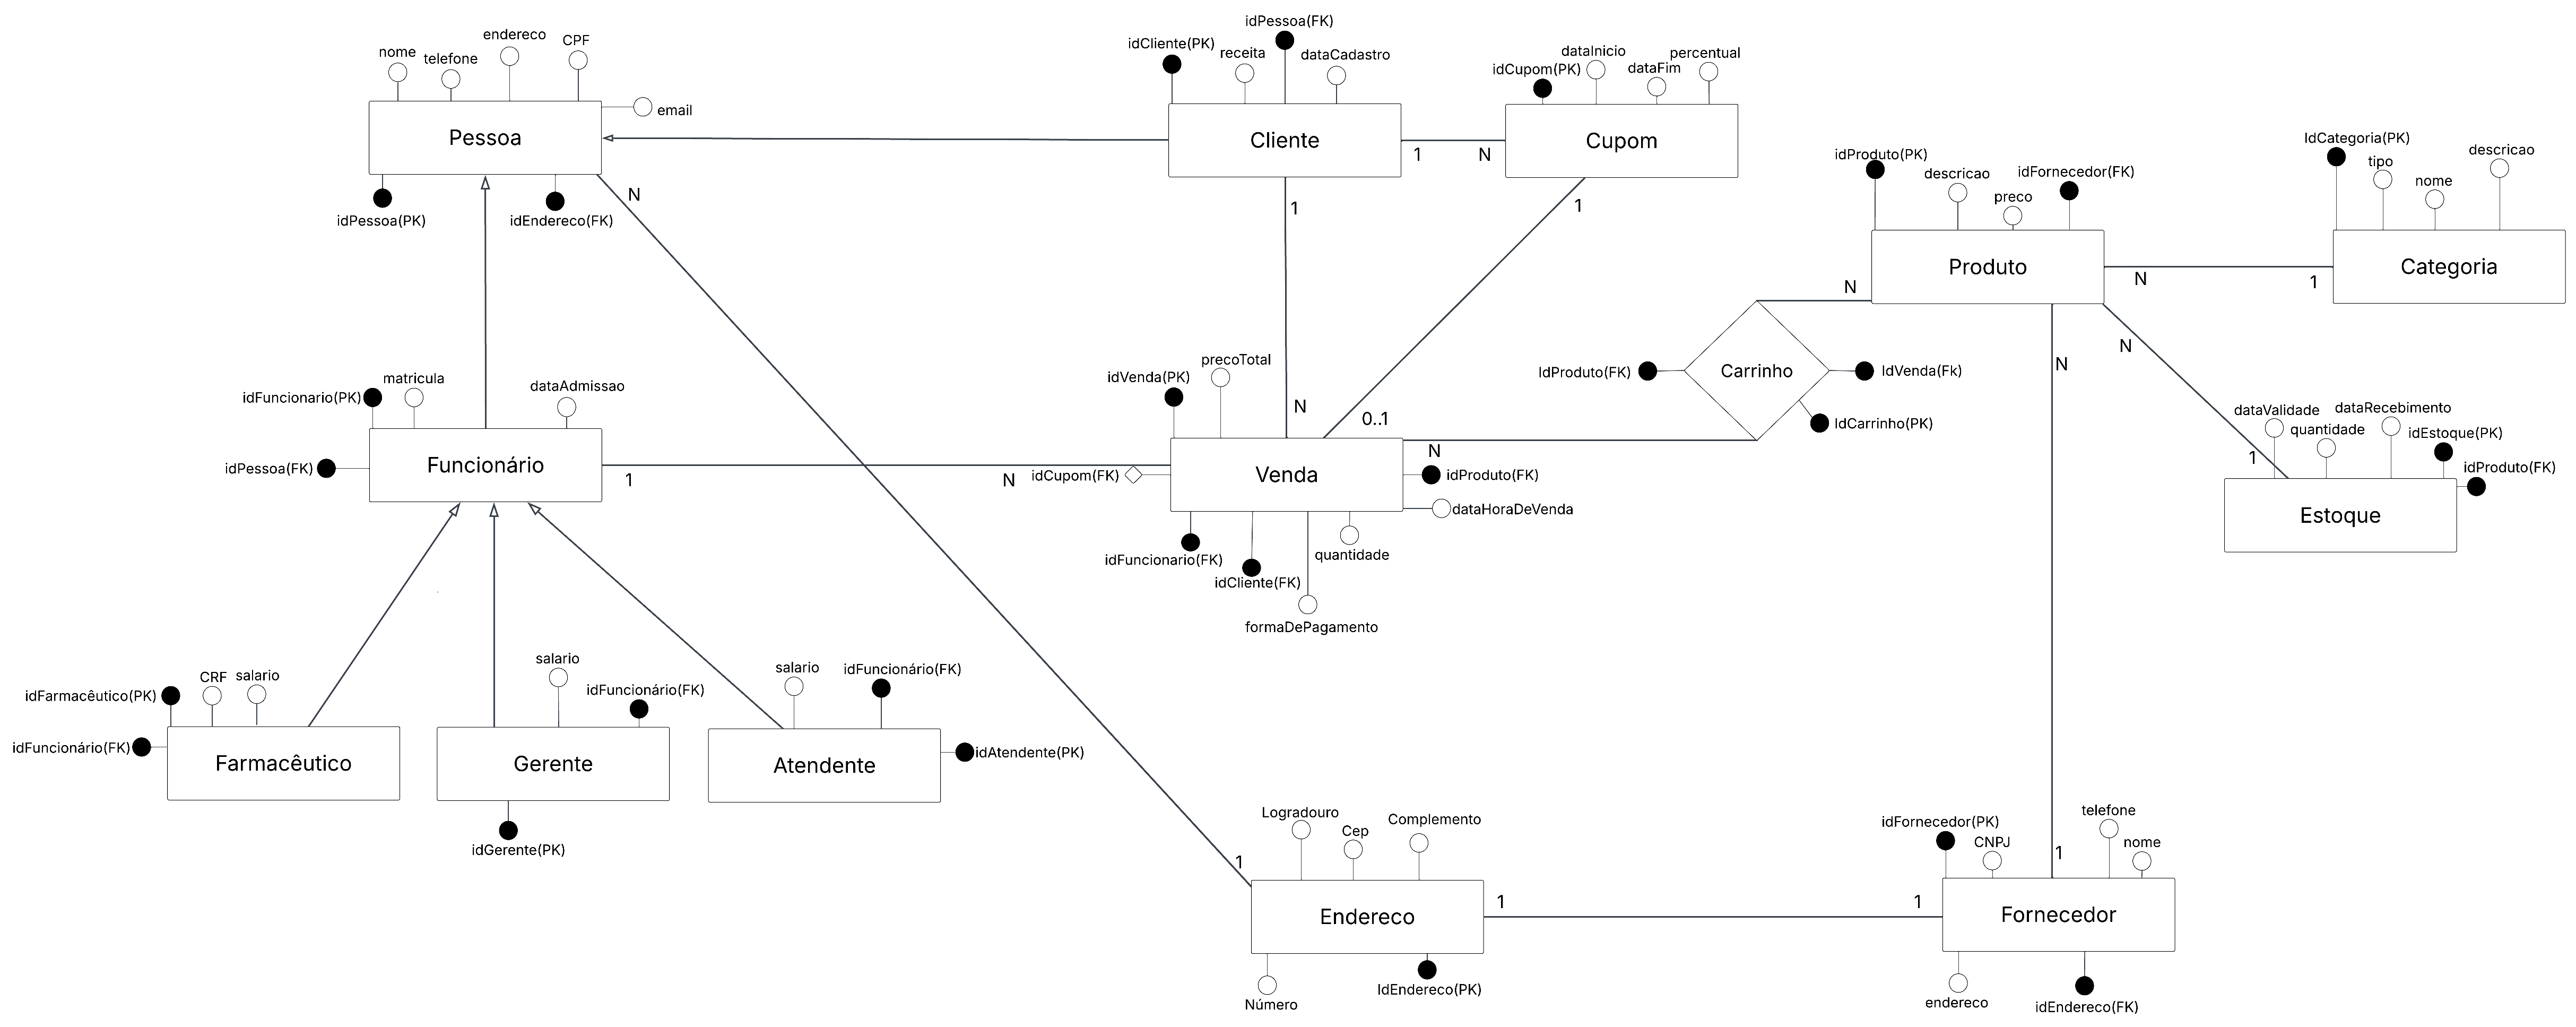 nome
telefone
endereco
CPF
email
Pessoa
idPessoa(PK)
idEndereco(FK)
N
idCliente(PK)
receita
idPessoa(FK)
dataCadastro
Cliente
1
N
1
idCupom(PK)
dataInicio
dataFim
percentual
Cupom
1
idProduto(PK)
descricao
preco
idFornecedor(FK)
Produto
N
N
1
N
N
IdCategoria(PK)
tipo
nome
descricao
Categoria
idFuncionario(PK)
matricula
dataAdmissao
idPessoa(FK)
Funcionário
1
N
idVenda(PK)
precoTotal
N
0..1
idCupom(FK)
Venda
N
idProduto(FK)
dataHoraDeVenda
idFuncionario(FK)
idCliente(FK)
quantidade
formaDePagamento
IdProduto(FK)
Carrinho
IdVenda(Fk)
IdCarrinho(PK)
dataValidade
quantidade
dataRecebimento
idEstoque(PK)
idProduto(FK)
1
Estoque
idFarmacêutico(PK)
CRF
salario
idFuncionário(FK)
Farmacêutico
salario
idFuncionário(FK)
Gerente
idGerente(PK)
salario
idFuncionário(FK)
Atendente
idAtendente(PK)
Logradouro
Cep
Complemento
1
Endereco
Número
IdEndereco(PK)
1
1
idFornecedor(PK)
CNPJ
telefone
nome
1
Fornecedor
endereco
idEndereco(FK)